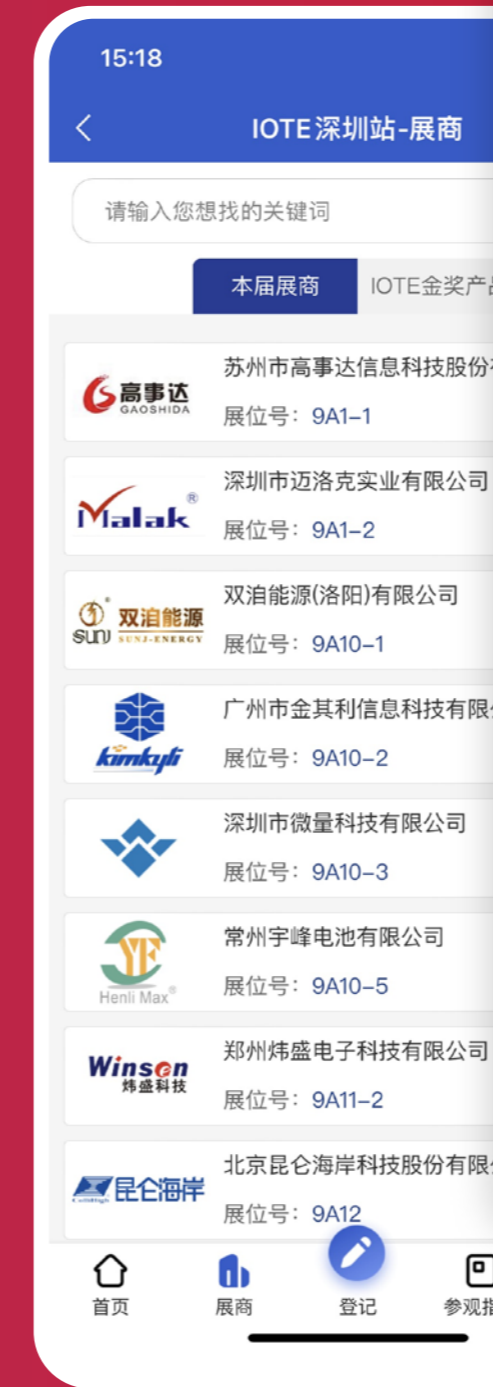 15:18
IOTE深圳站-展商
请输入您想找的关键词
本届展商
IOTE金奖产品
苏州市高事达信息科技股份
高事达
GAOSHIDA
展位号：9A1-1
深圳市迈洛克实业有限公司
Malak®
展位号：9A1-2
双洎能源(洛阳)有限公司
双洎能源
SUNJ
SUNJ-ENERGY
展位号：9A10-1
广州市金其利信息科技有限
kimkyli
展位号：9A10-2
深圳市微量科技有限公司
展位号：9A10-3
常州宇峰电池有限公司
YF
Henli Max®
展位号：9A10-5
郑州炜盛电子科技有限公司
Winsen
炜盛科技
展位号：9A11-2
北京昆仑海岸科技股份有限
昆仑海岸
展位号：9A12
首页
展商
登记
参观指